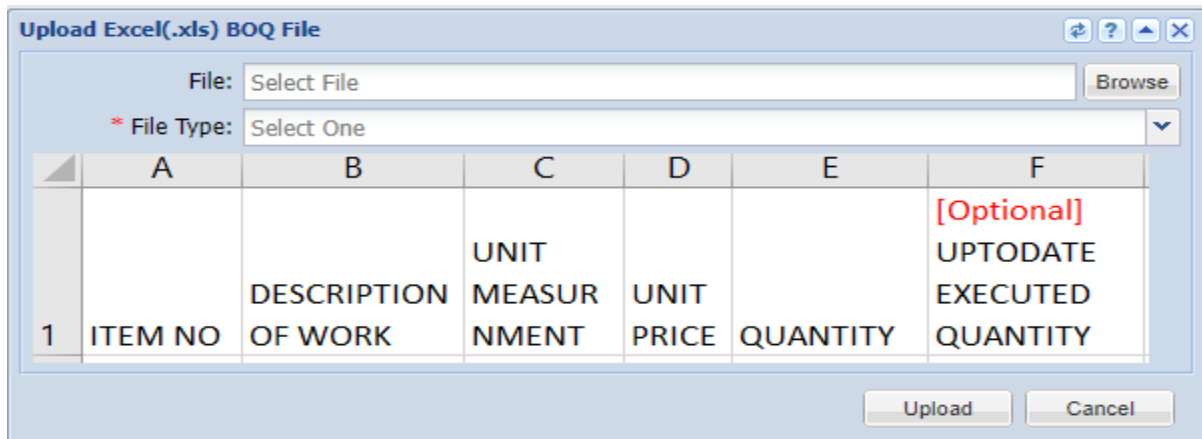 Upload Excel(.xls) BOQ File
?
File: Select File Browse
* File Type: Select One
A B C D E F
[Optional]
UNIT UPTODATE
DESCRIPTION MEASUR UNIT EXECUTED
1 ITEM NO OF WORK NMENT PRICE QUANTITY QUANTITY
Upload Cancel